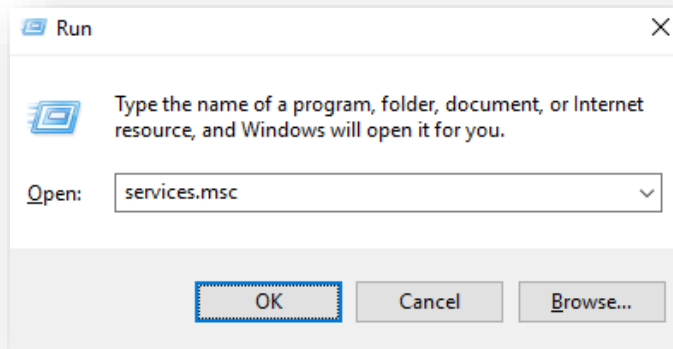 Run
Type the name of a program, folder, document, or Internet
resource, and Windows will open it for you.
Open: services.msc
OK Cancel Browse...